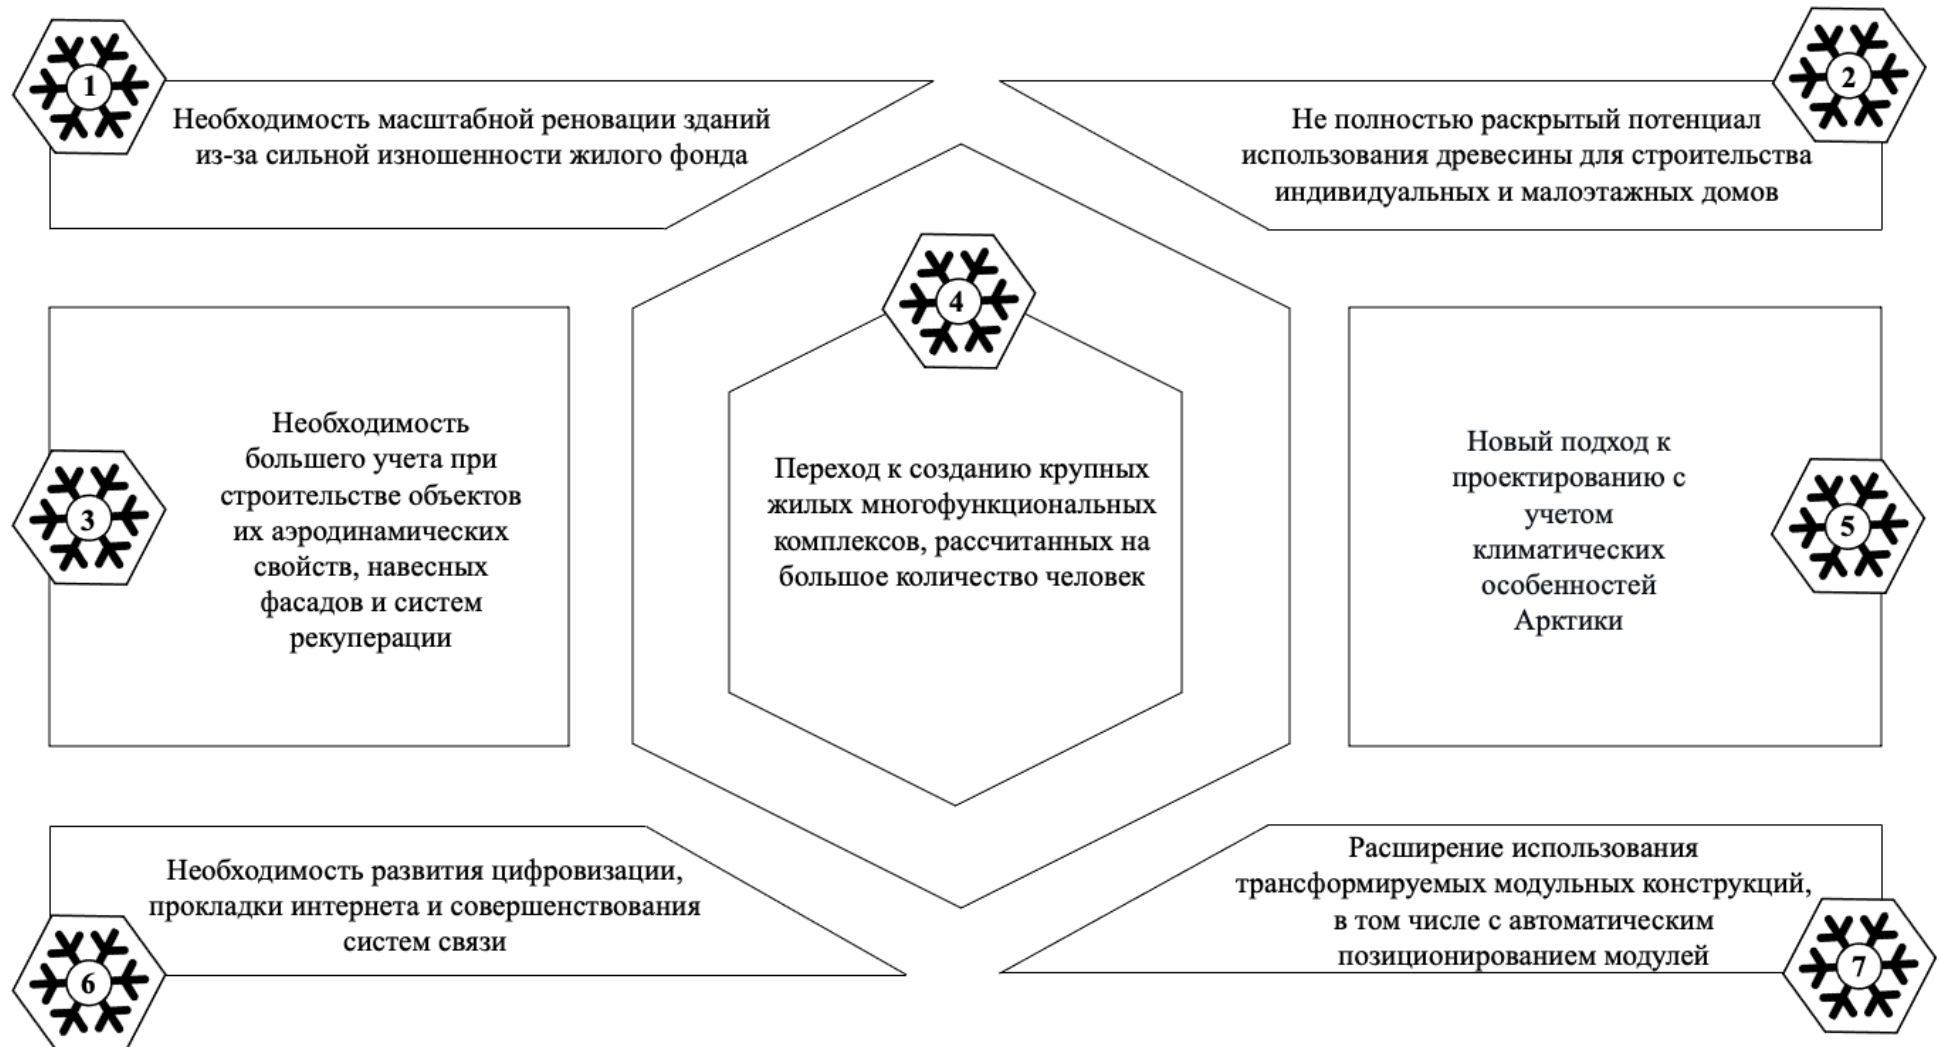 1
Необходимость масштабной реновации зданий
из-за сильной изношенности жилого фонда
2
Не полностью раскрытый потенциал
использования древесины для строительства
индивидуальных и малоэтажных домов
3
Необходимость
большего учета при
строительстве объектов
их аэродинамических
свойств, навесных
фасадов и систем
рекуперации
4
Переход к созданию крупных
жилых многофункциональных
комплексов, рассчитанных на
большое количество человек
5
Новый подход к
проектированию с
учетом
климатических
особенностей
Арктики
6
Необходимость развития цифровизации,
прокладки интернета и совершенствования
систем связи
7
Расширение использования
трансформируемых модульных конструкций,
в том числе с автоматическим
позиционированием модулей